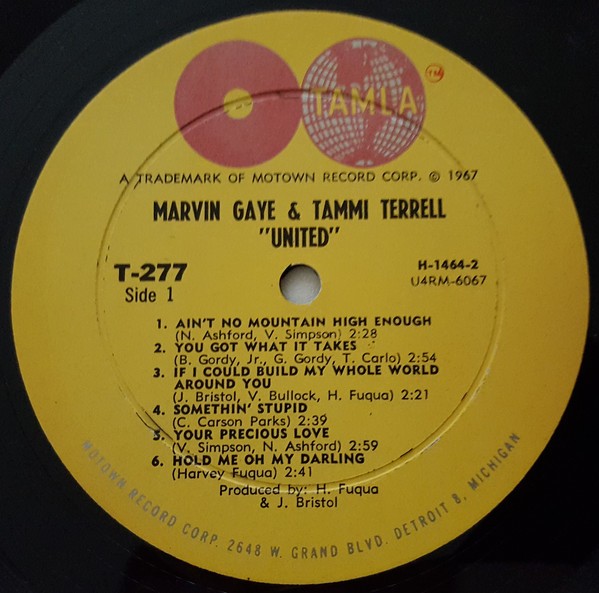 TAMLA TM
A TRADEMARK OF MOTOWN RECORD CORP. © 1967
MARVIN GAYE & TAMMI TERRELL
"UNITED"
T-277
Side 1
H-1464-2
U4RM-6067
1. AIN'T NO MOUNTAIN HIGH ENOUGH
(N. Ashford, V. Simpson) 2:28
2. YOU GOT WHAT IT TAKES
(B. Gordy, Jr., G. Gordy, T. Carlo) 2:54
3. IF I COULD BUILD MY WHOLE WORLD
AROUND YOU
(J. Bristol, V. Bullock, H. Fuqua) 2:21
4. SOMETHIN' STUPID
(C. Carson Parks) 2:39
5. YOUR PRECIOUS LOVE
(V. Simpson, N. Ashford) 2:59
6. HOLD ME OH MY DARLING
(Harvey Fuqua) 2:41
Produced by: H. Fuqua
& J. Bristol
MOTOWN RECORD CORP. 2648 W. GRAND BLVD. DETROIT 8, MICHIGAN